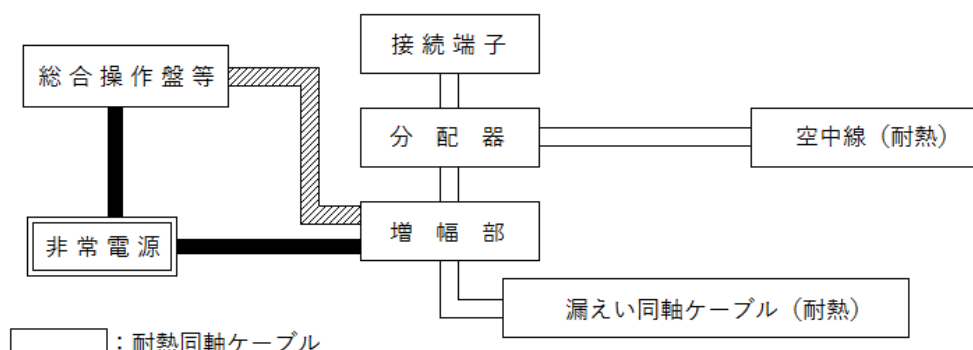 接続端子
総合操作盤等
分配器
空中線（耐熱）
増幅部
非常電源
漏えい同軸ケーブル（耐熱）
：耐熱同軸ケーブル